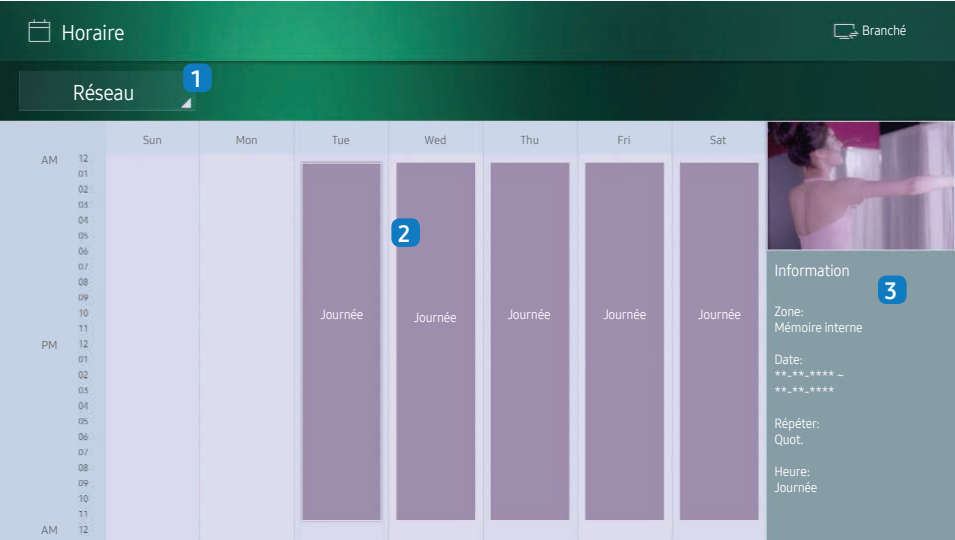 Horaire
Branché
Réseau
1
Sun Mon Tue Wed Thu Fri Sat
AM 12
01
02
03
04
05
06
07
08
09
10
11
PM 12
01
02
03
04
05
06
07
08
09
10
11
AM 12
2
Journée Journée Journée Journée Journée
Information
3
Zone:
Mémoire interne
Date:
**-**-**** ~
**-**-****
Répéter:
Quot.
Heure:
Journée